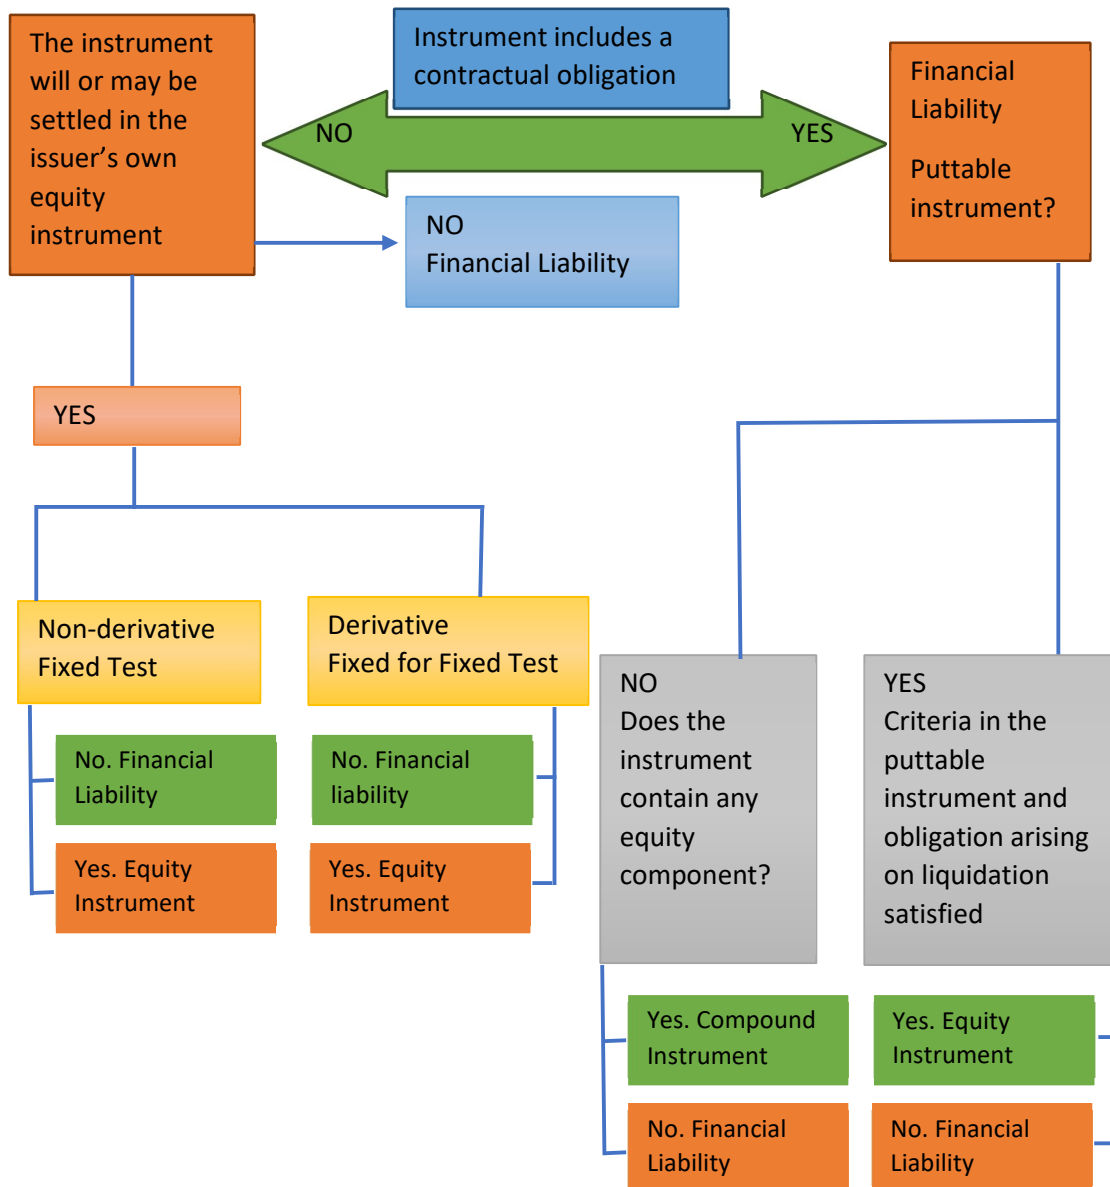 The instrument
will or may be
settled in the
issuer’s own
equity
instrument
Instrument includes a
contractual obligation
NO
YES
Financial
Liability
Puttable
instrument?
NO
Financial Liability
YES
Non-derivative
Fixed Test
Derivative
Fixed for Fixed Test
No. Financial
Liability
Yes. Equity
Instrument
No. Financial
liability
Yes. Equity
Instrument
NO
Does the
instrument
contain any
equity
component?
YES
Criteria in the
puttable
instrument and
obligation arising
on liquidation
satisfied
Yes. Compound
Instrument
No. Financial
Liability
Yes. Equity
Instrument
No. Financial
Liability